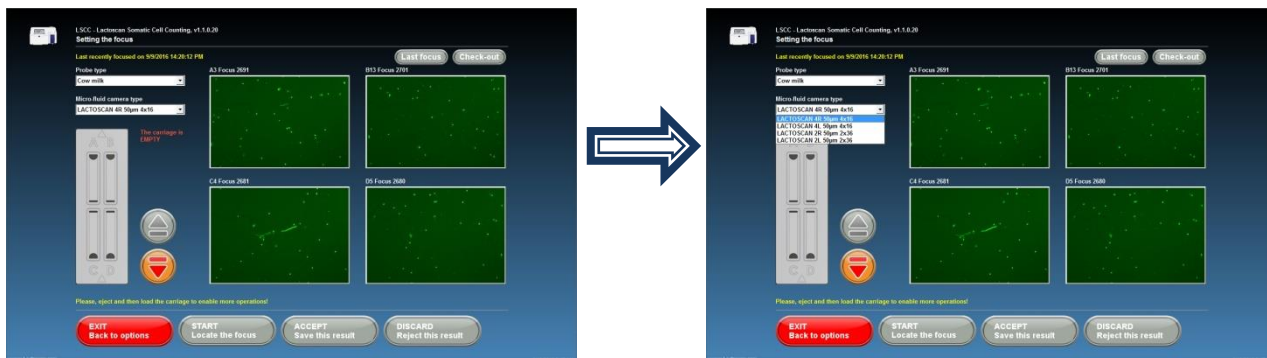 LSCC - Lactoscan Somatic Cell Counting, v1.1.0.20
Setting the focus
Last recently focused on 9/9/2016 14:20:12 PM
Last focus
Check-out
Probe type
Cow milk
A3 Focus 2691
B13 Focus 2701
Micro-fluid camera type
LACTOSCAN 4R 50µm 4x16
The carriage is
EMPTY
A B
C4 Focus 2681
D5 Focus 2680
C D
Please, eject and then load the carriage to enable more operations!
EXIT
Back to options
START
Locate the focus
ACCEPT
Save this result
DISCARD
Reject this result
LSCC - Lactoscan Somatic Cell Counting, v1.1.0.20
Setting the focus
Last recently focused on 9/9/2016 14:20:12 PM
Last focus
Check-out
Probe type
Cow milk
A3 Focus 2691
B13 Focus 2701
Micro-fluid camera type
LACTOSCAN 4R 50µm 4x16
LACTOSCAN 4R 50µm 4x16
LACTOSCAN 4L 50µm 4x16
LACTOSCAN 2R 50µm 2x36
LACTOSCAN 2L 50µm 2x36
C4 Focus 2681
D5 Focus 2680
C D
Please, eject and then load the carriage to enable more operations!
EXIT
Back to options
START
Locate the focus
ACCEPT
Save this result
DISCARD
Reject this result